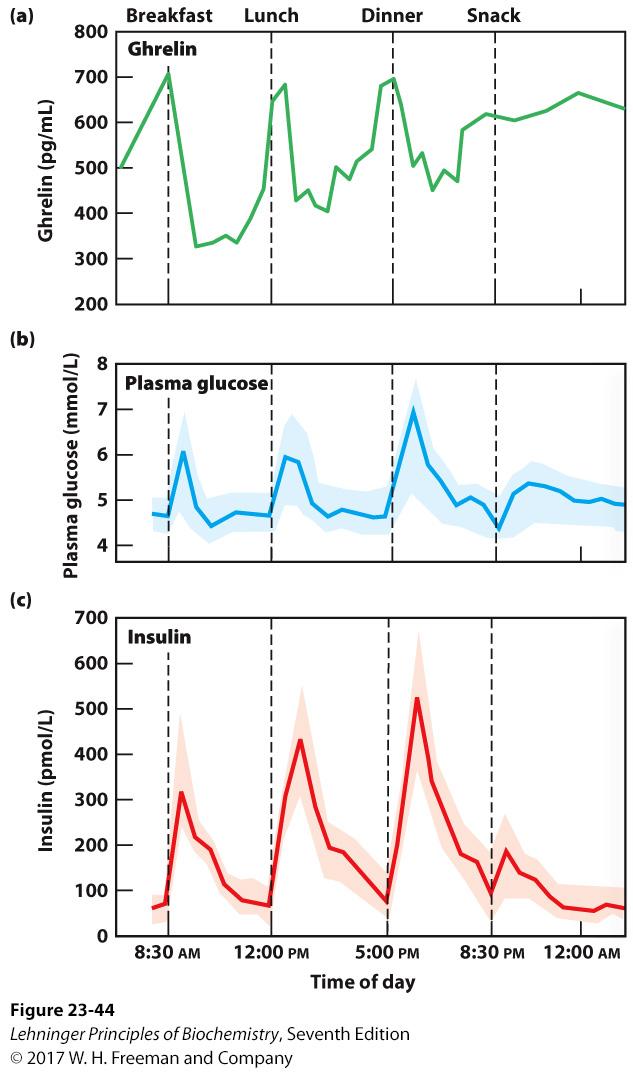 (a) Breakfast Lunch Dinner Snack
800
Ghrelin
700
600
500
400
300
200
Ghrelin (pg/mL)
(b)
8
Plasma glucose
7
6
5
4
Plasma glucose (mmol/L)
(c)
700
Insulin
600
500
400
300
200
100
0
Insulin (pmol/L)
8:30 AM 12:00 PM 5:00 PM 8:30 PM 12:00 AM
Time of day
Figure 23-44
Lehninger Principles of Biochemistry, Seventh Edition
© 2017 W. H. Freeman and Company